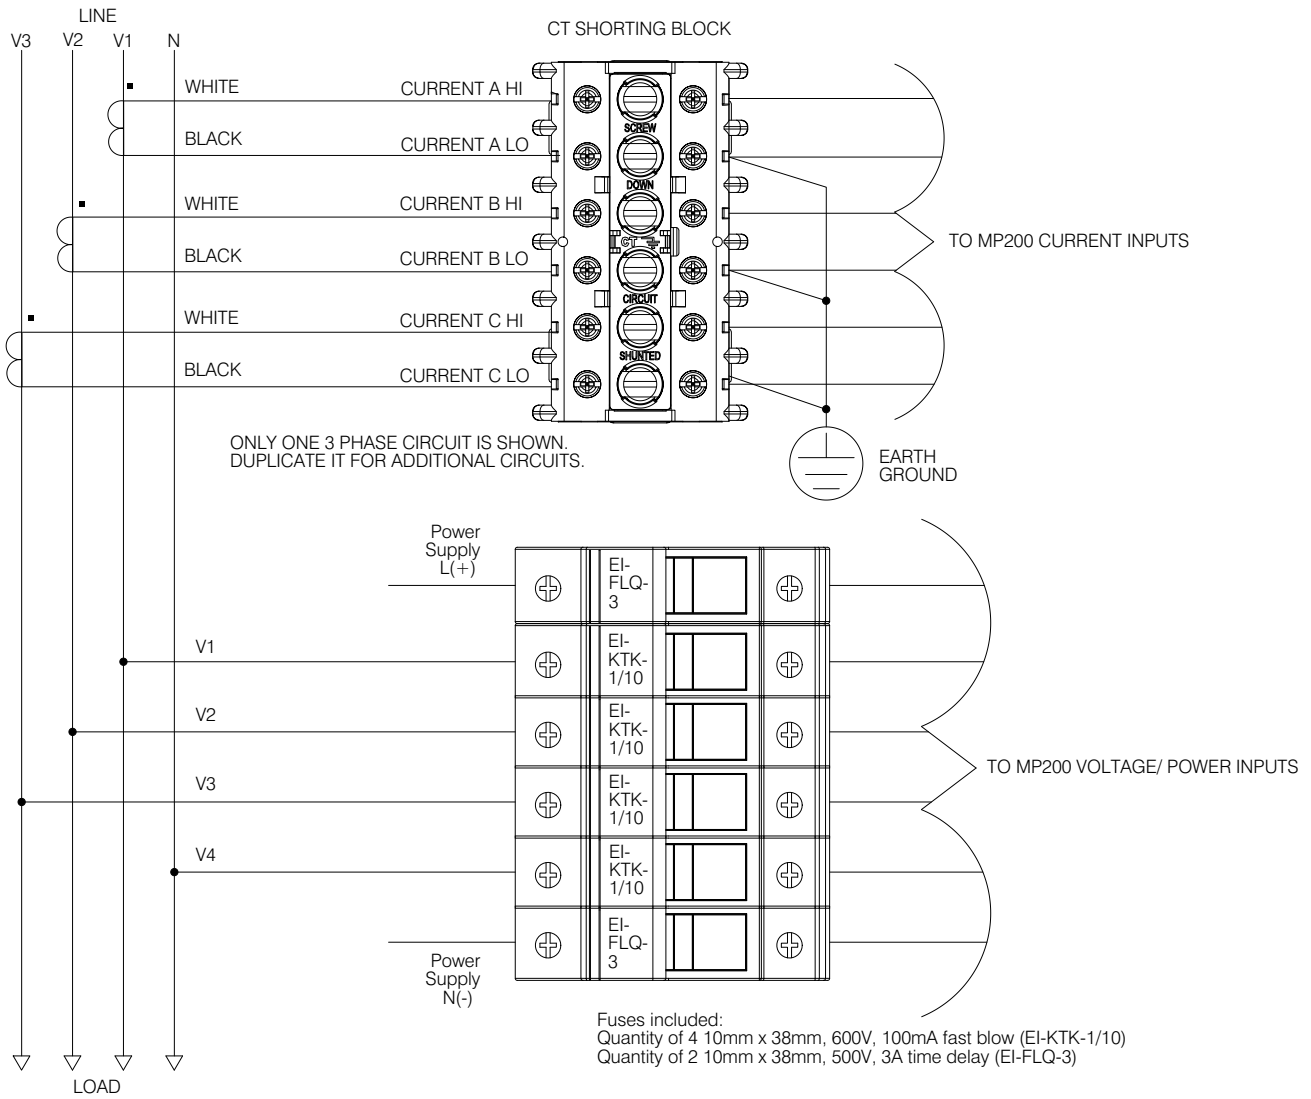 LINE
V3 V2 V1 N
CT SHORTING BLOCK
WHITE CURRENT A HI
SCREW
BLACK CURRENT A LO
DOWN
WHITE CURRENT B HI
CT
TO MP200 CURRENT INPUTS
BLACK CURRENT B LO
CIRCUIT
WHITE CURRENT C HI
SHUNTED
BLACK CURRENT C LO
ONLY ONE 3 PHASE CIRCUIT IS SHOWN.
DUPLICATE IT FOR ADDITIONAL CIRCUITS.
EARTH
GROUND
Power
Supply
L(+)
EI-
FLQ-
3
V1
EI-
KTK-
1/10
V2
EI-
KTK-
1/10
TO MP200 VOLTAGE/ POWER INPUTS
V3
EI-
KTK-
1/10
V4
EI-
KTK-
1/10
EI-
FLQ-
3
Power
Supply
N(-)
Fuses included:
Quantity of 4 10mm x 38mm, 600V, 100mA fast blow (EI-KTK-1/10)
Quantity of 2 10mm x 38mm, 500V, 3A time delay (EI-FLQ-3)
LOAD